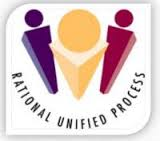 RATIONAL UNIFIED PROCESS